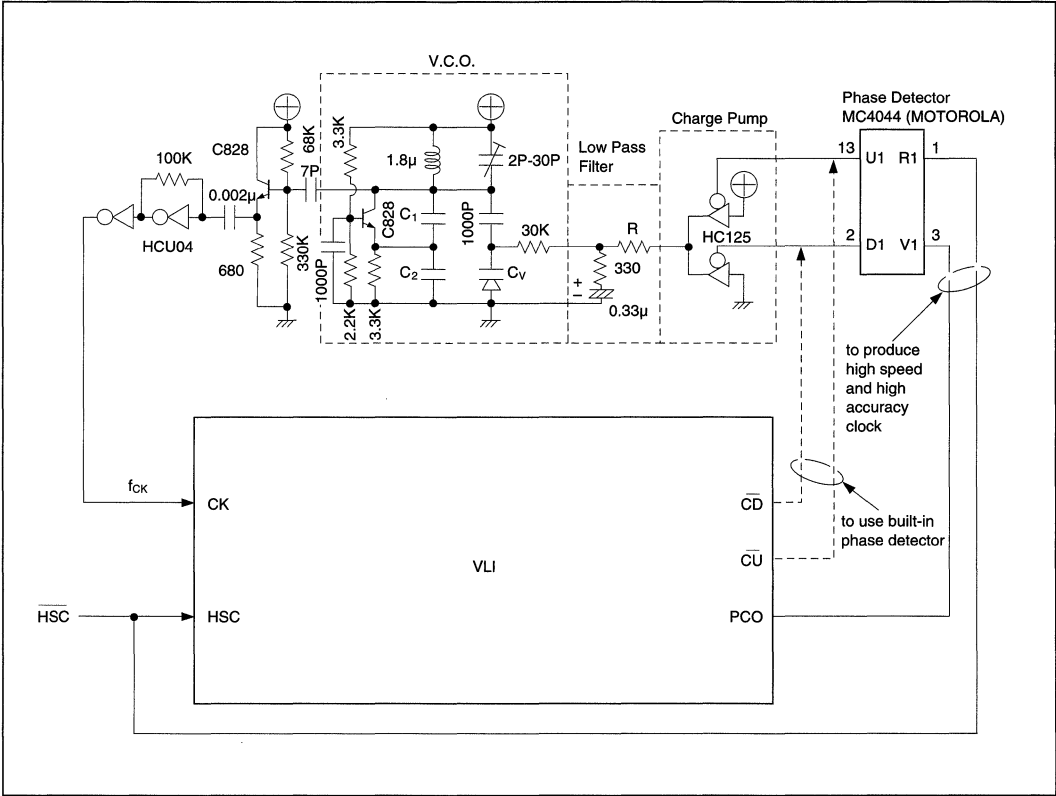 V.C.O.
Phase Detector
MC4044 (MOTOROLA)
Charge Pump
Low Pass
Filter
13 U1 R1 1
2 D1 V1 3
100K
C828
68K
3.3K
1.8μ
2P-30P
0.002μ
7P
HCU04
680
330K
1000P
C828
C1
C2
1000P
CV
2.2K
3.3K
30K
R
330
+
−
0.33μ
HC125
to produce
high speed
and high
accuracy
clock
fCK
CK
CD
to use built-in
phase detector
CU
VLI
HSC
HSC
PCO